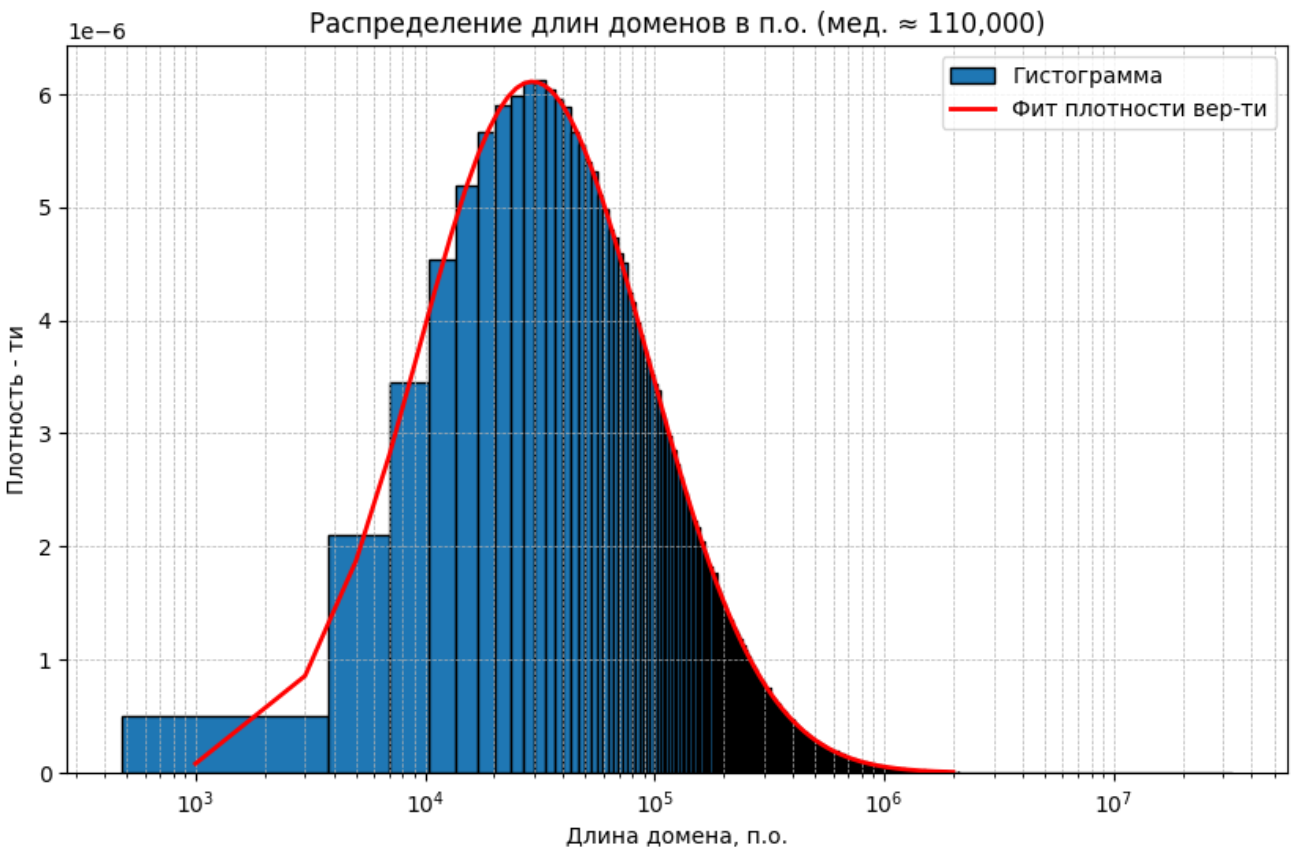 Распределение длин доменов в п.о. (мед. ≈ 110,000)
1e−6
Гистограмма
Фит плотности вер-ти
6
5
4
3
2
1
0
Плотность - ти
10³
10⁴
10⁵
10⁶
10⁷
Длина домена, п.о.